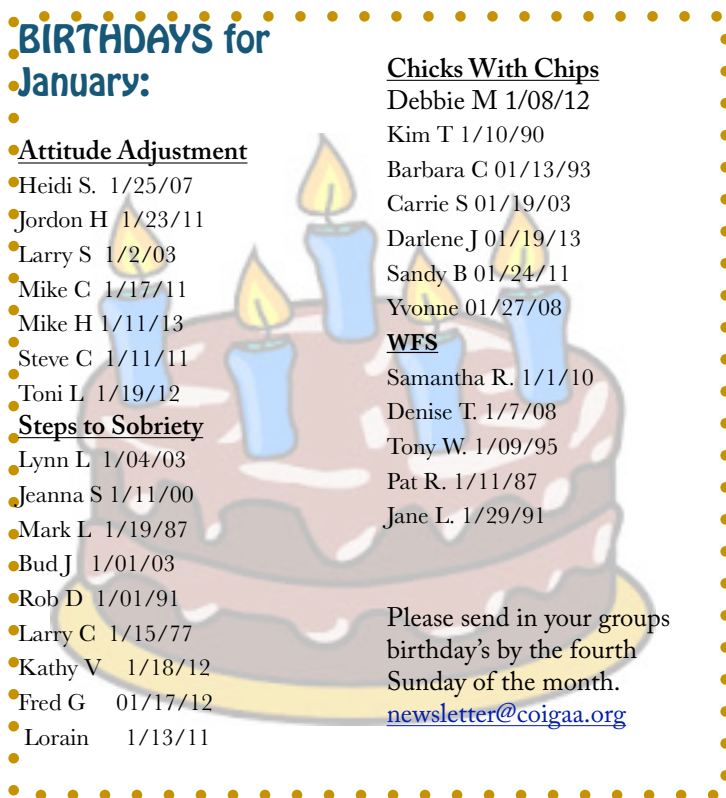 BIRTHDAYS for
January:
Attitude Adjustment
Heidi S. 1/25/07
Jordon H 1/23/11
Larry S 1/2/03
Mike C 1/17/11
Mike H 1/11/13
Steve C 1/11/11
Toni L 1/19/12
Steps to Sobriety
Lynn L 1/04/03
Jeanna S 1/11/00
Mark L 1/19/87
Bud J 1/01/03
Rob D 1/01/91
Larry C 1/15/77
Kathy V 1/18/12
Fred G 01/17/12
Lorain 1/13/11
Chicks With Chips
Debbie M 1/08/12
Kim T 1/10/90
Barbara C 01/13/93
Carrie S 01/19/03
Darlene J 01/19/13
Sandy B 01/24/11
Yvonne 01/27/08
WFS
Samantha R. 1/1/10
Denise T. 1/7/08
Tony W. 1/09/95
Pat R. 1/11/87
Jane L. 1/29/91
Please send in your groups
birthday's by the fourth
Sunday of the month.
newsletter@coigaa.org